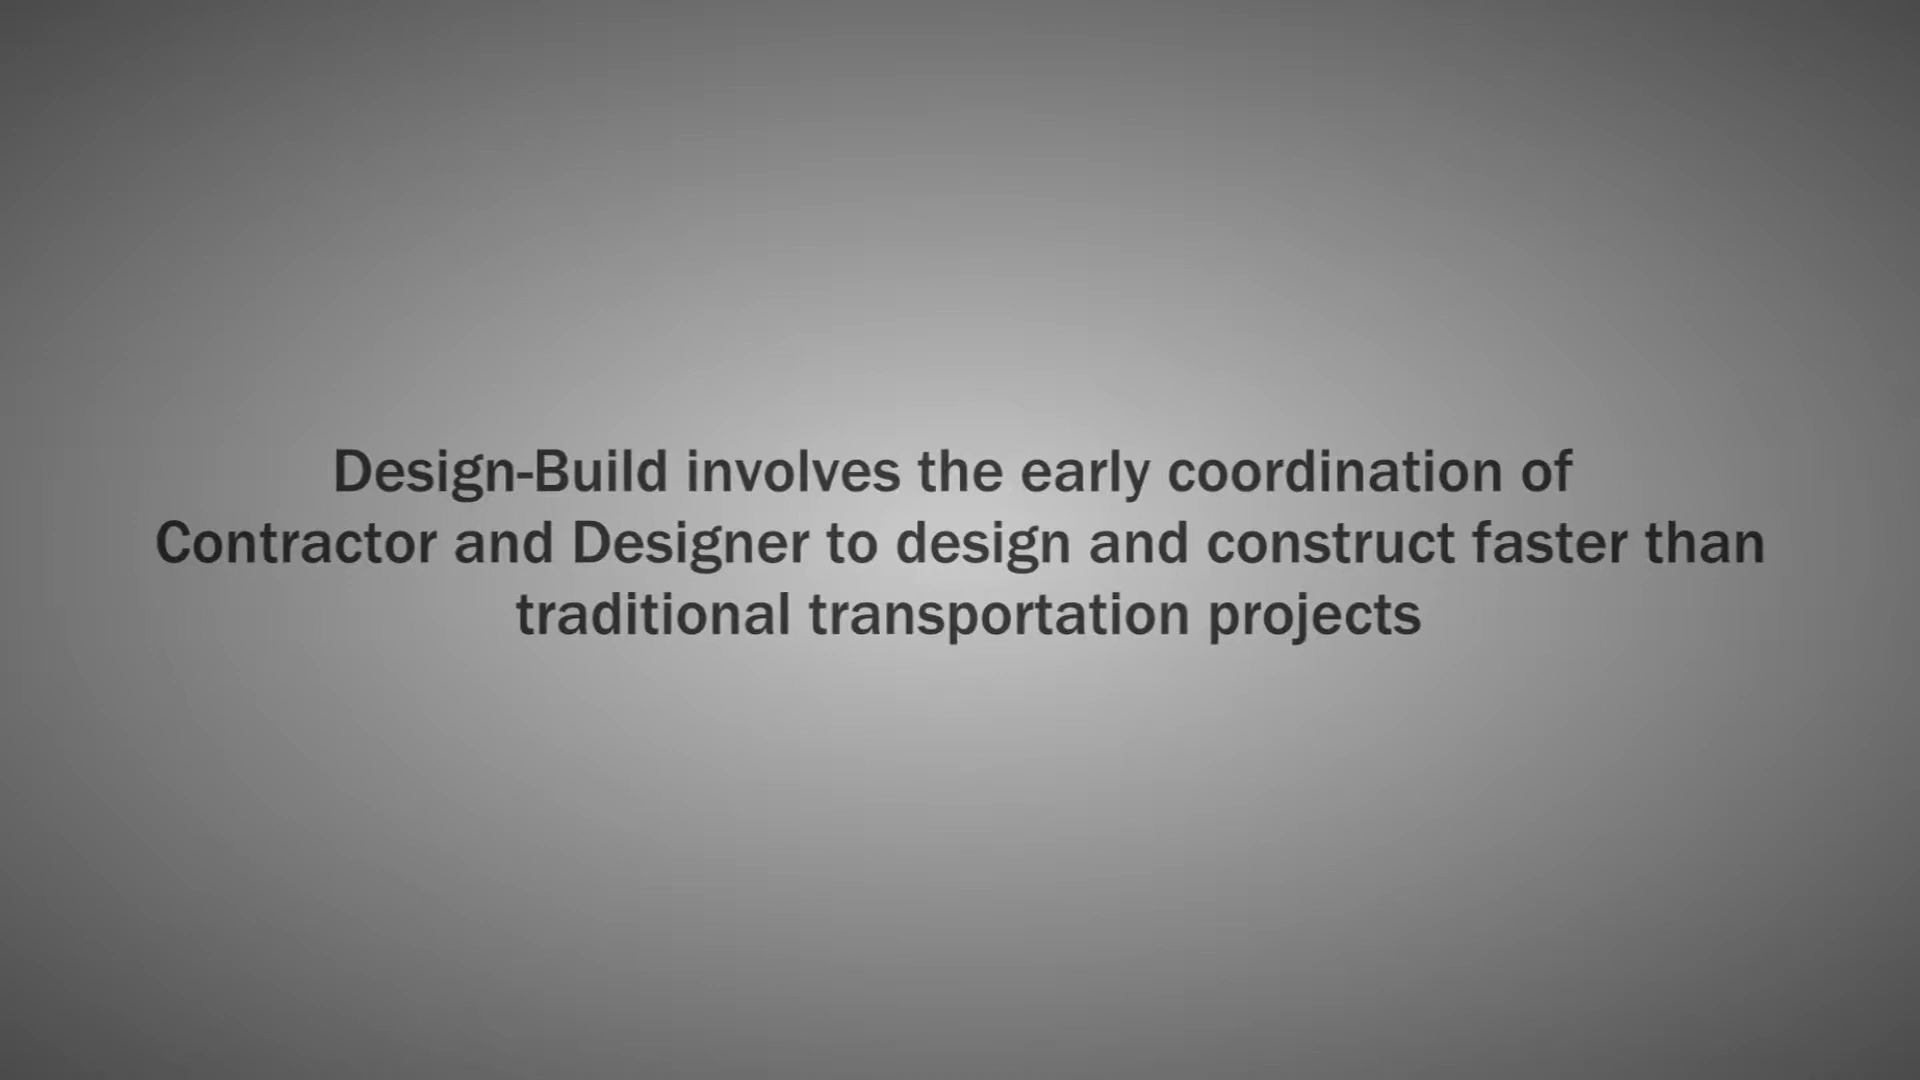 Design-Build involves the early coordination of
Contractor and Designer to design and construct faster than
traditional transportation projects